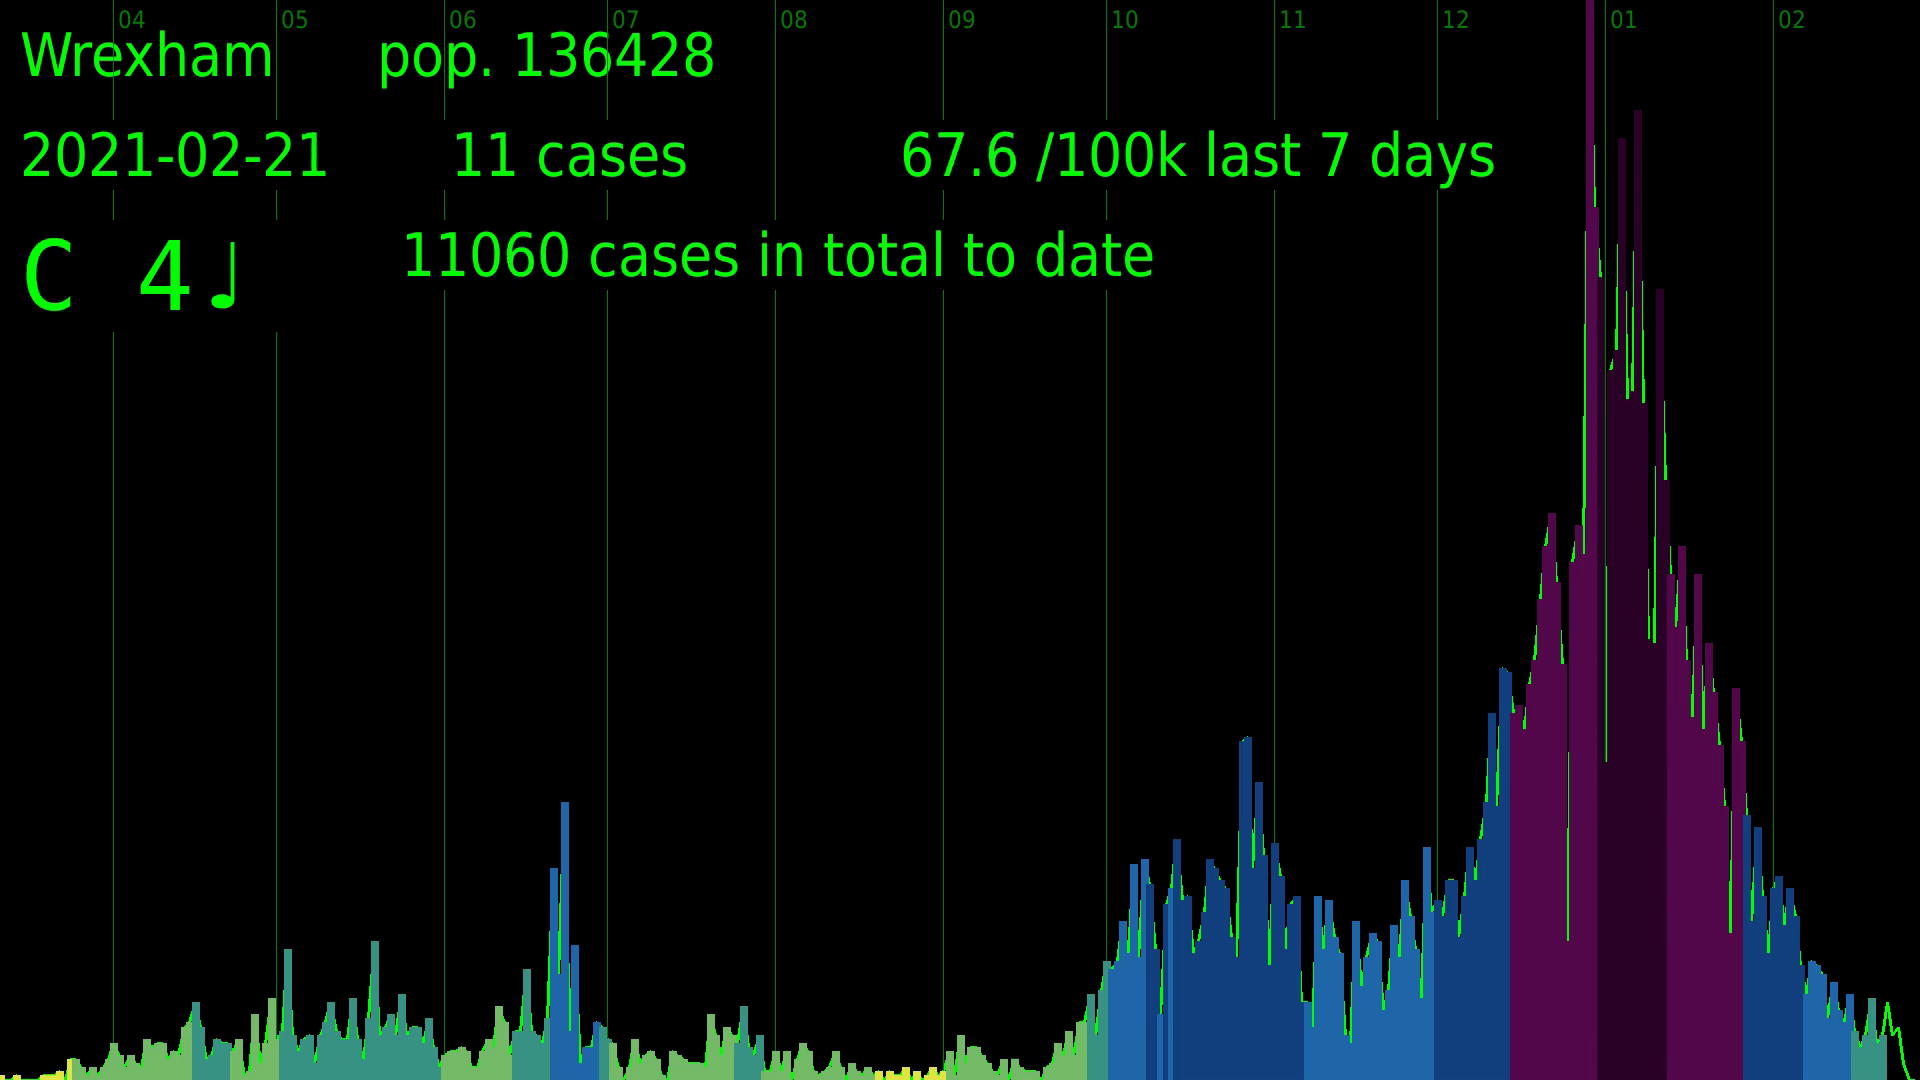 04 05 06 07 08 09 10 11 12 01 02
Wrexham pop. 136428
2021-02-21 11 cases 67.6 /100k last 7 days
C 4♩ 11060 cases in total to date